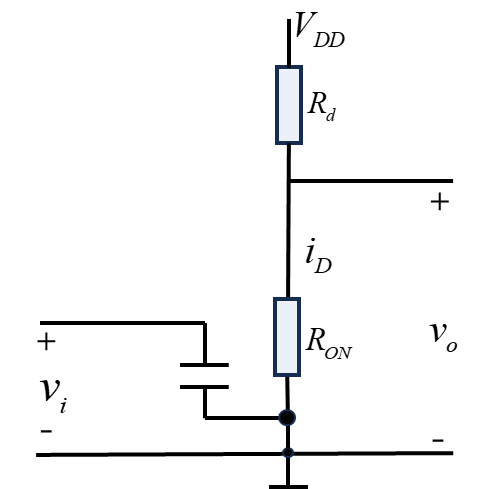 V_DD
R_d
+
i_D
+
R_ON
v_o
v_i
-
-